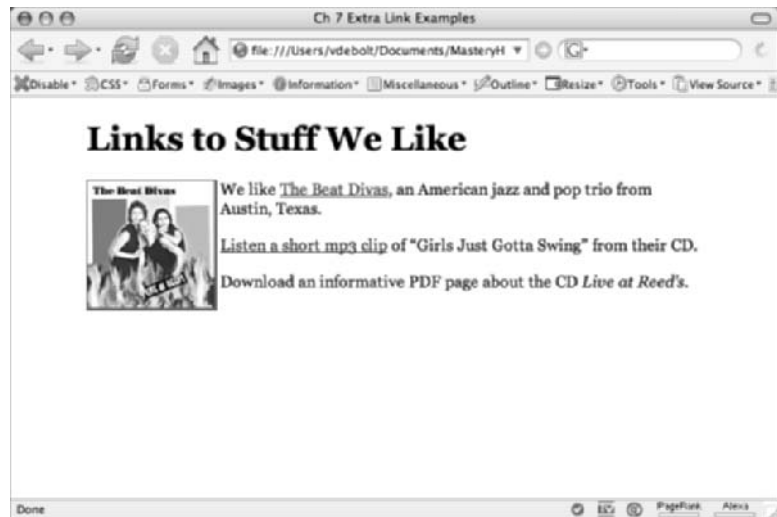 Ch 7 Extra Link Examples
file:///Users/vdebolt/Documents/MasteryH
G
Disable CSS Forms Images Information Miscellaneous Outline Resize Tools View Source
Links to Stuff We Like
The Beat Divas
We like The Beat Divas, an American jazz and pop trio from
Austin, Texas.
Listen a short mp3 clip of “Girls Just Gotta Swing” from their CD.
Download an informative PDF page about the CD Live at Reed's.
Done
PageRank Alexa